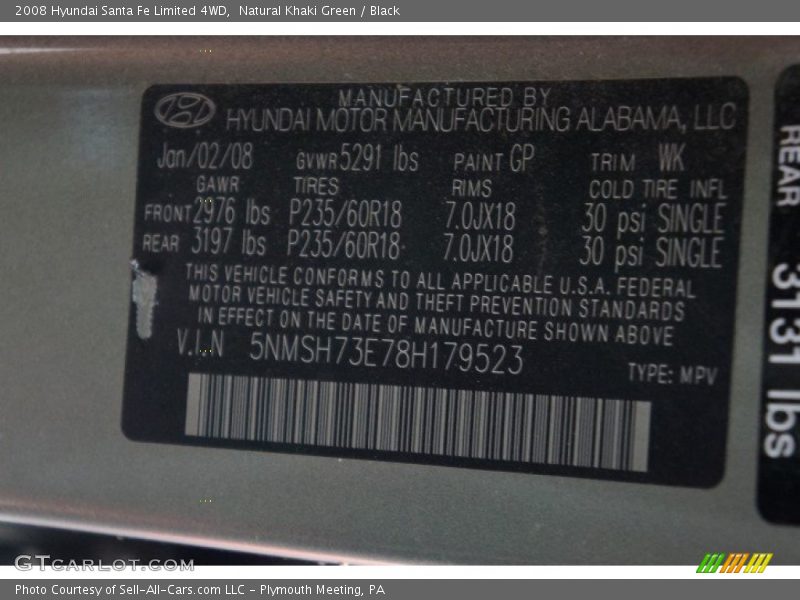 2008 Hyundai Santa Fe Limited 4WD, Natural Khaki Green / Black
MANUFACTURED BY
HYUNDAI MOTOR MANUFACTURING ALABAMA, LLC
Jan/02/08 GVWR 5291 lbs PAINT GP TRIM WK
GAWR TIRES RIMS COLD TIRE INFL
FRONT 2976 lbs P235/60R18 7.0JX18 30 psi SINGLE
REAR 3197 lbs P235/60R18 7.0JX18 30 psi SINGLE
THIS VEHICLE CONFORMS TO ALL APPLICABLE U.S.A. FEDERAL
MOTOR VEHICLE SAFETY AND THEFT PREVENTION STANDARDS
IN EFFECT ON THE DATE OF MANUFACTURE SHOWN ABOVE
V.I.N 5NMSH73E78H179523
TYPE: MPV
REAR 3131 lbs
GTCARLOT.COM
Photo Courtesy of Sell-All-Cars.com LLC - Plymouth Meeting, PA